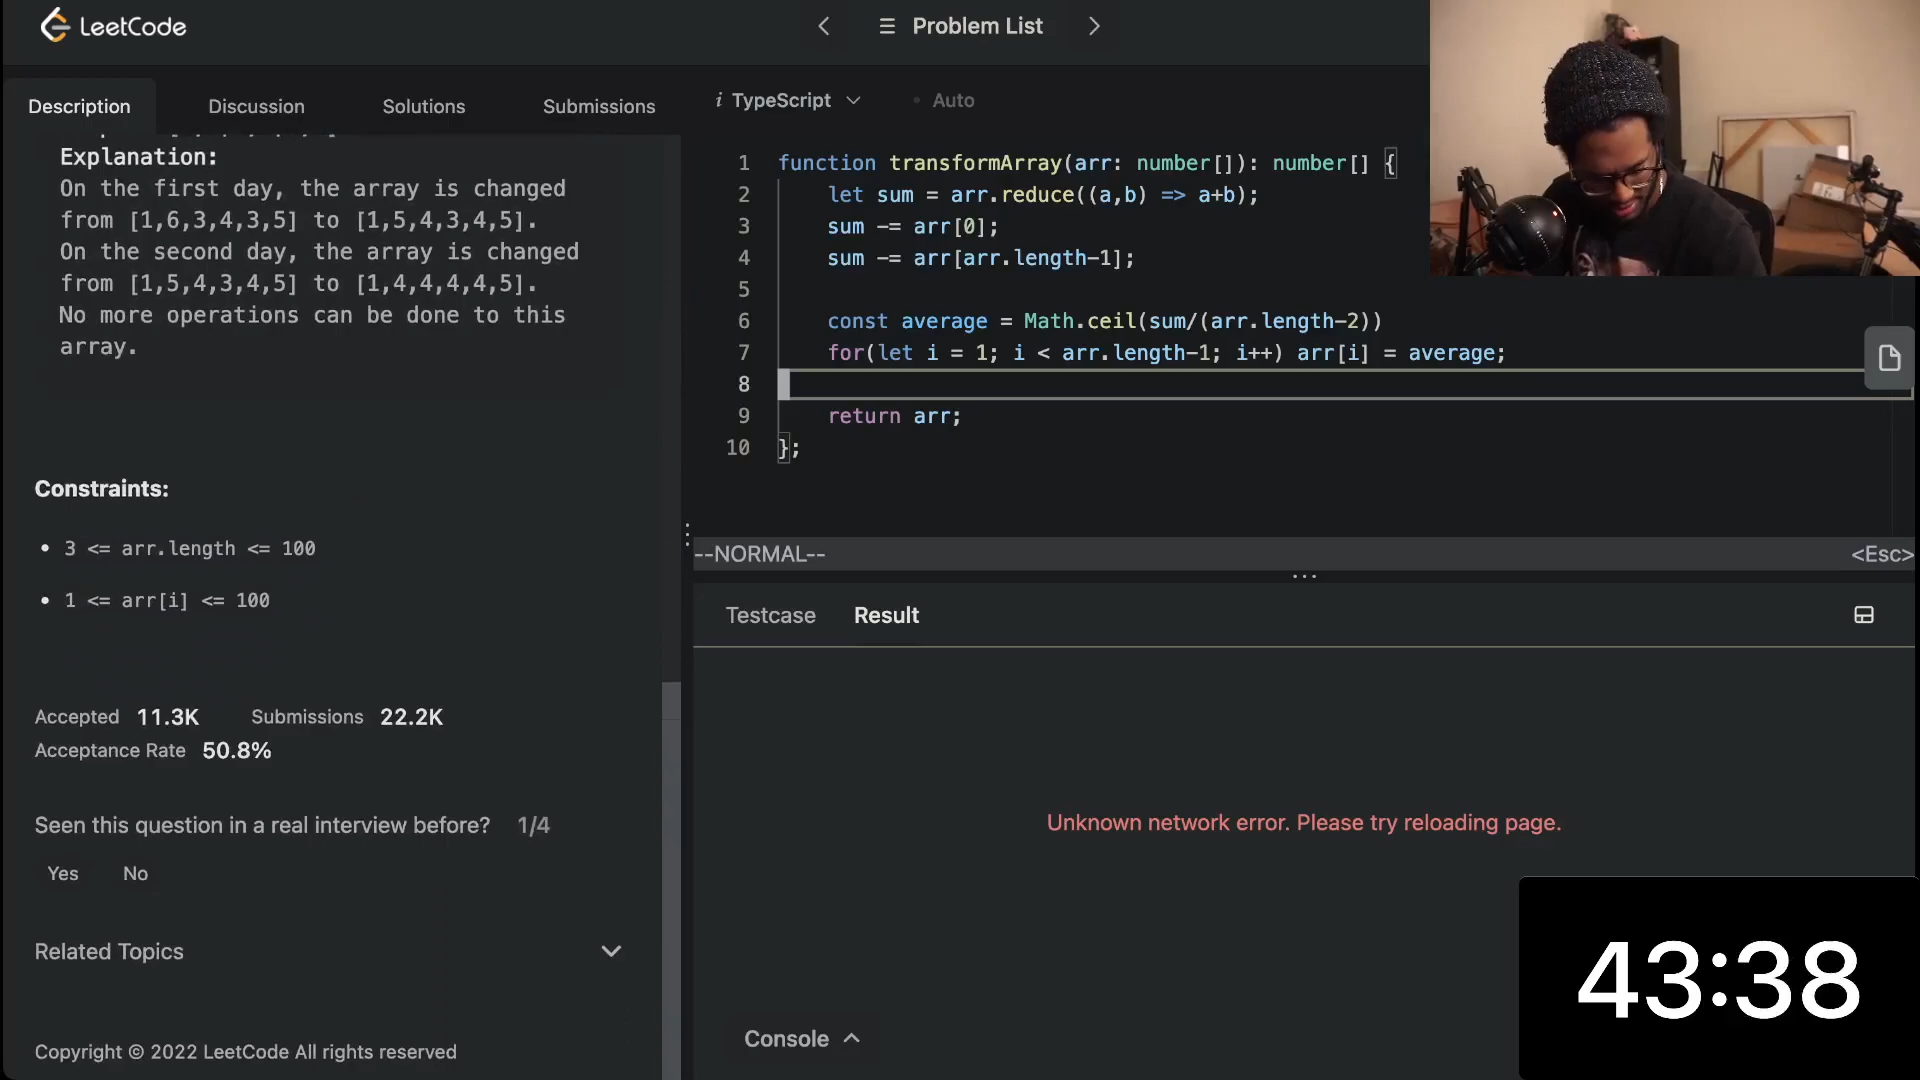 LeetCode
Problem List
Description
Discussion
Solutions
Submissions
Explanation:
On the first day, the array is changed
from [1,6,3,4,3,5] to [1,5,4,3,4,5].
On the second day, the array is changed
from [1,5,4,3,4,5] to [1,4,4,4,4,5].
No more operations can be done to this
array.
Constraints:
• 3 <= arr.length <= 100
• 1 <= arr[i] <= 100
Accepted 11.3K Submissions 22.2K
Acceptance Rate 50.8%
Seen this question in a real interview before? 1/4
Yes No
Related Topics
Copyright © 2022 LeetCode All rights reserved
i TypeScript • Auto
1 function transformArray(arr: number[]): number[] {
2 let sum = arr.reduce((a,b) => a+b);
3 sum -= arr[0];
4 sum -= arr[arr.length-1];
5
6 const average = Math.ceil(sum/(arr.length-2))
7 for(let i = 1; i < arr.length-1; i++) arr[i] = average;
8
9 return arr;
10 };
--NORMAL-- <Esc>
Testcase Result
Unknown network error. Please try reloading page.
Console
43:38